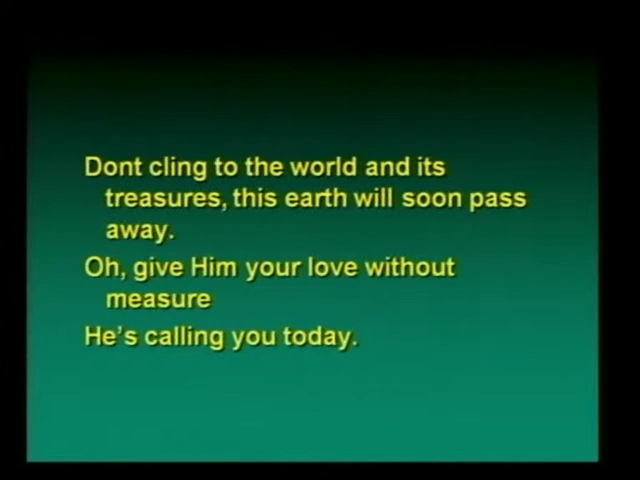 Dont cling to the world and its
treasures, this earth will soon pass
away.
Oh, give Him your love without
measure
He's calling you today.